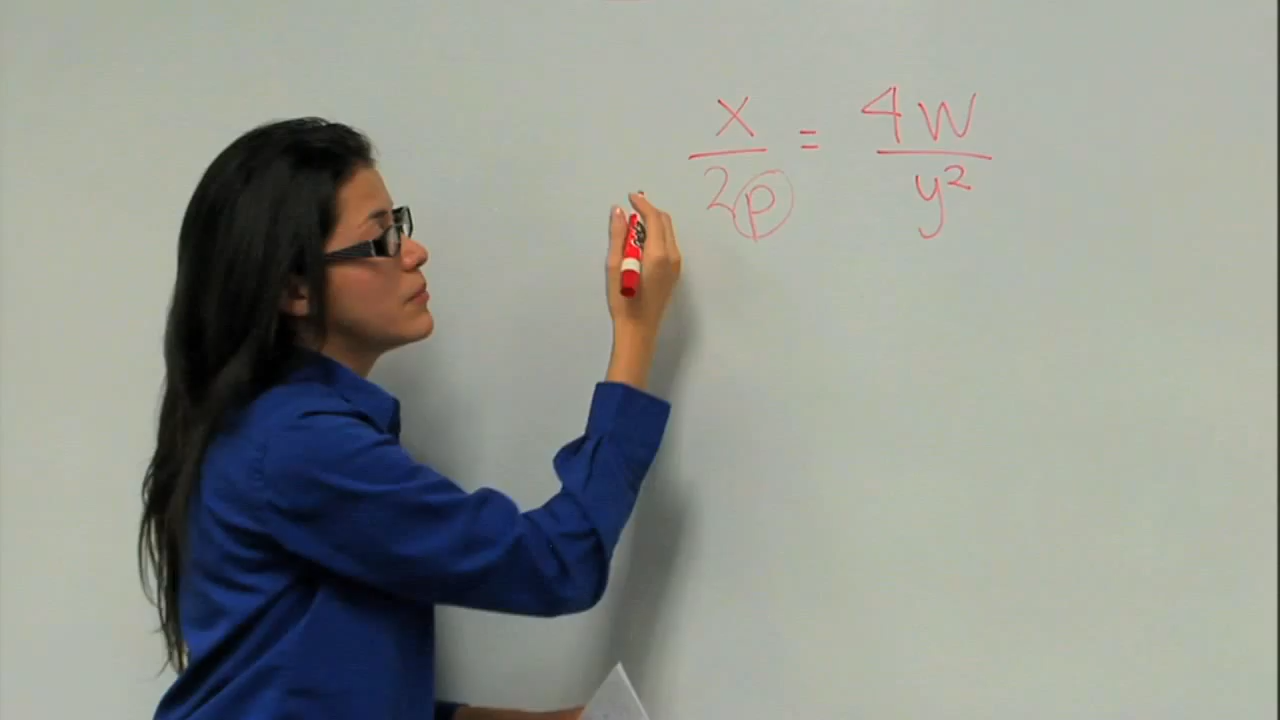 x/2p = 4w/y²